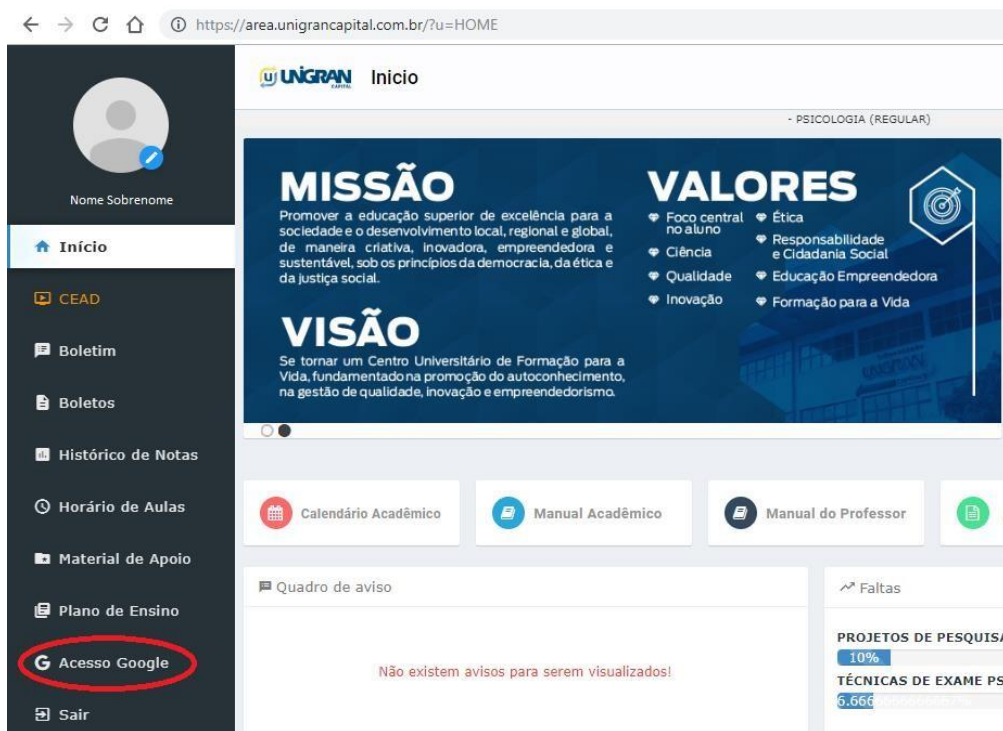 https://area.unigrancapital.com.br/?u=HOME
UNIGRAN
CAPITAL
Inicio
- PSICOLOGIA (REGULAR)
Nome Sobrenome
Início
CEAD
Boletim
Boletos
Histórico de Notas
Horário de Aulas
Material de Apoio
Plano de Ensino
Acesso Google
Sair
MISSÃO
Promover a educação superior de excelência para a
sociedade e o desenvolvimento local, regional e global,
de maneira criativa, inovadora, empreendedora e
sustentável, sob os princípios da democracia, da ética e
da justiça social.
VISÃO
Se tornar um Centro Universitário de Formação para a
Vida, fundamentado na promoção do autoconhecimento,
na gestão de qualidade, inovação e empreendedorismo.
VALORES
Foco central
no aluno
Ciência
Qualidade
Inovação
Ética
Responsabilidade
e Cidadania Social
Educação Empreendedora
Formação para a Vida
UNIGRAN
Calendário Acadêmico
Manual Acadêmico
Manual do Professor
Quadro de aviso
Não existem avisos para serem visualizados!
Faltas
PROJETOS DE PESQUISA
10%
TÉCNICAS DE EXAME PS